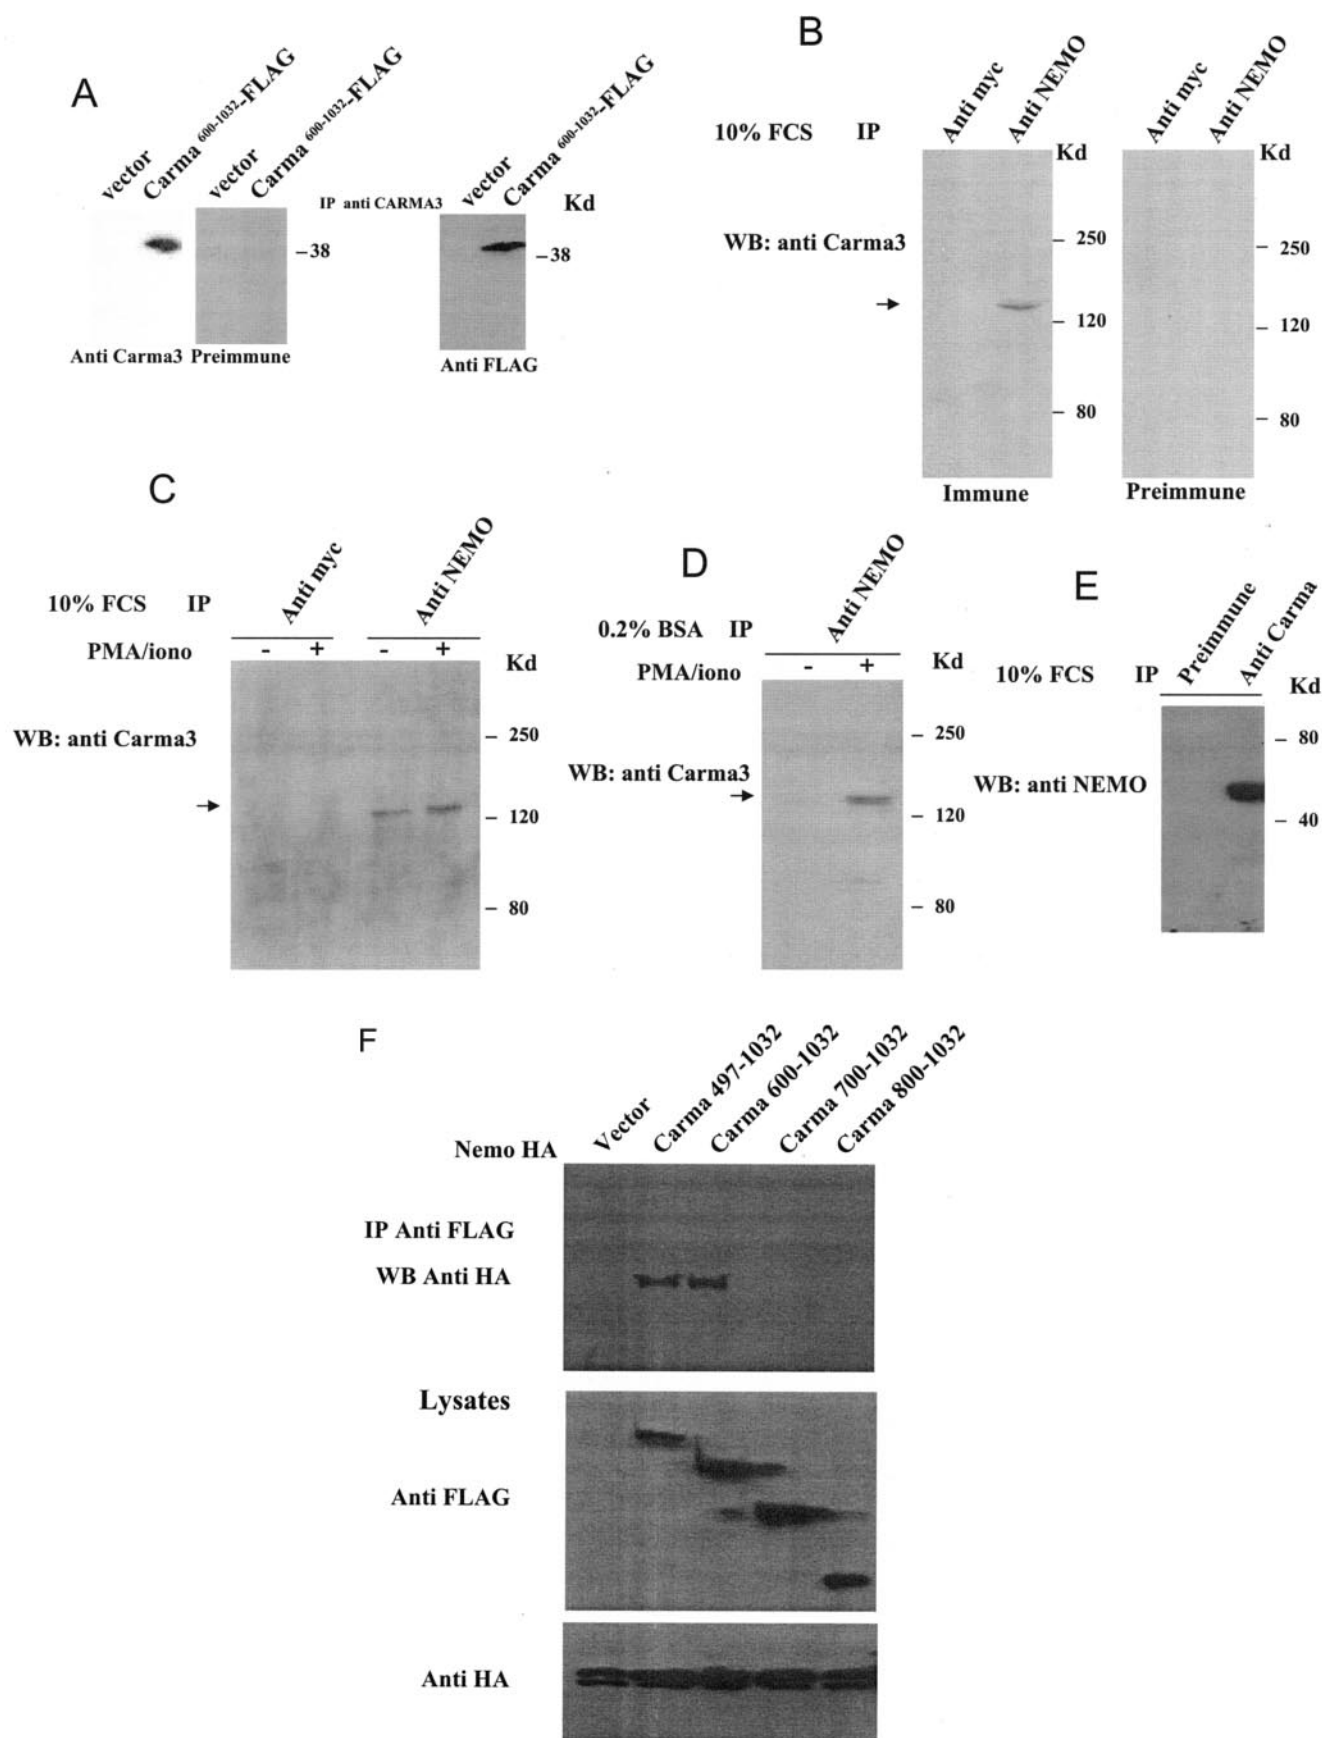 A
vector
Carma 600-1032-FLAG
vector
Carma 600-1032-FLAG
IP anti CARMA3
vector
Carma 600-1032-FLAG
Kd
–38
–38
Anti Carma3
Preimmune
Anti FLAG
B
10% FCS IP
Anti myc
Anti NEMO
Kd
Anti myc
Anti NEMO
Kd
WB: anti Carma3
– 250
– 120
– 80
– 250
– 120
– 80
Immune
Preimmune
C
10% FCS IP
Anti myc
Anti NEMO
PMA/iono - + - +
Kd
WB: anti Carma3
– 250
– 120
– 80
D
0.2% BSA IP
Anti NEMO
PMA/iono - +
Kd
WB: anti Carma3
– 250
– 120
– 80
E
10% FCS IP
Preimmune
Anti Carma
Kd
WB: anti NEMO
– 80
– 40
F
Nemo HA
Vector
Carma 497-1032
Carma 600-1032
Carma 700-1032
Carma 800-1032
IP Anti FLAG
WB Anti HA
Lysates
Anti FLAG
Anti HA